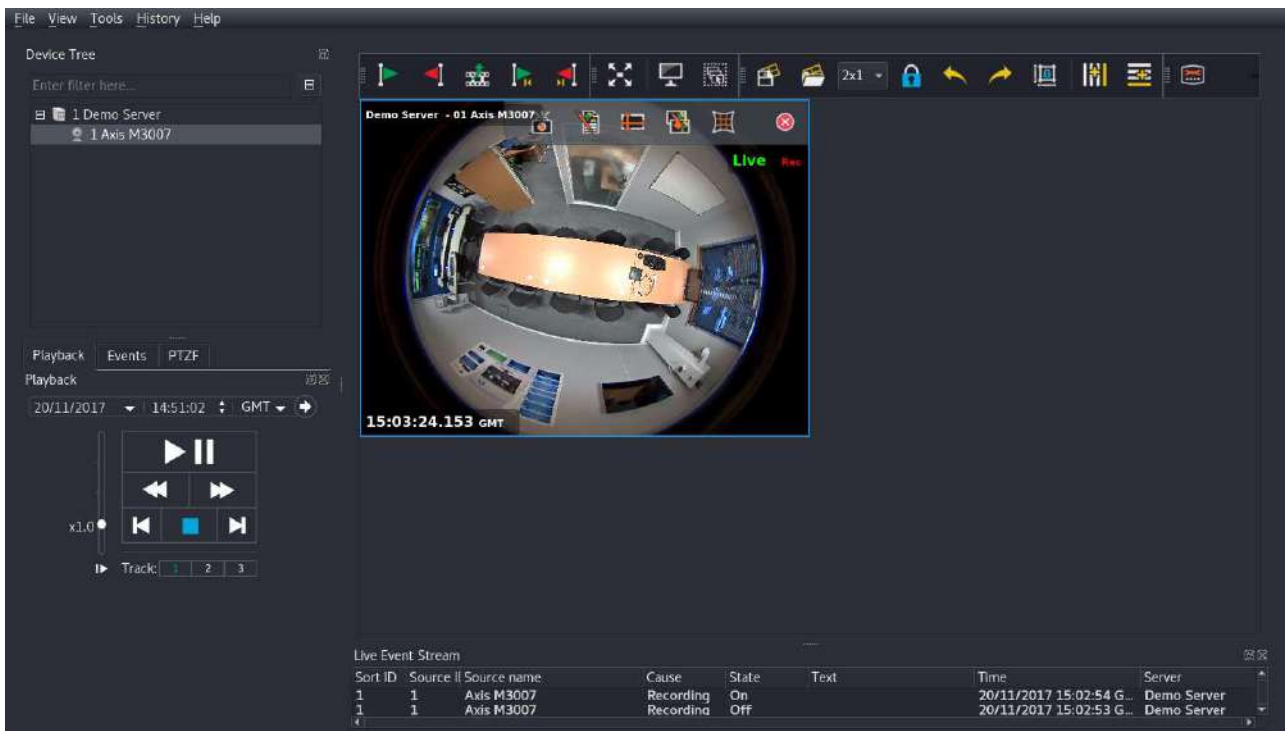 File View Tools History Help
Device Tree
Enter filter here...
1 Demo Server
1 Axis M3007
2x1
Demo Server - 01 Axis M3007
Live Rec
15:03:24.153 GMT
Playback Events PTZF
Playback
20/11/2017 14:51:02 GMT
x1.0
Track: 1 2 3
Live Event Stream
Sort ID Source I Source name Cause State Text Time Server
1 1 Axis M3007 Recording On 20/11/2017 15:02:54 G... Demo Server
1 1 Axis M3007 Recording Off 20/11/2017 15:02:53 G... Demo Server